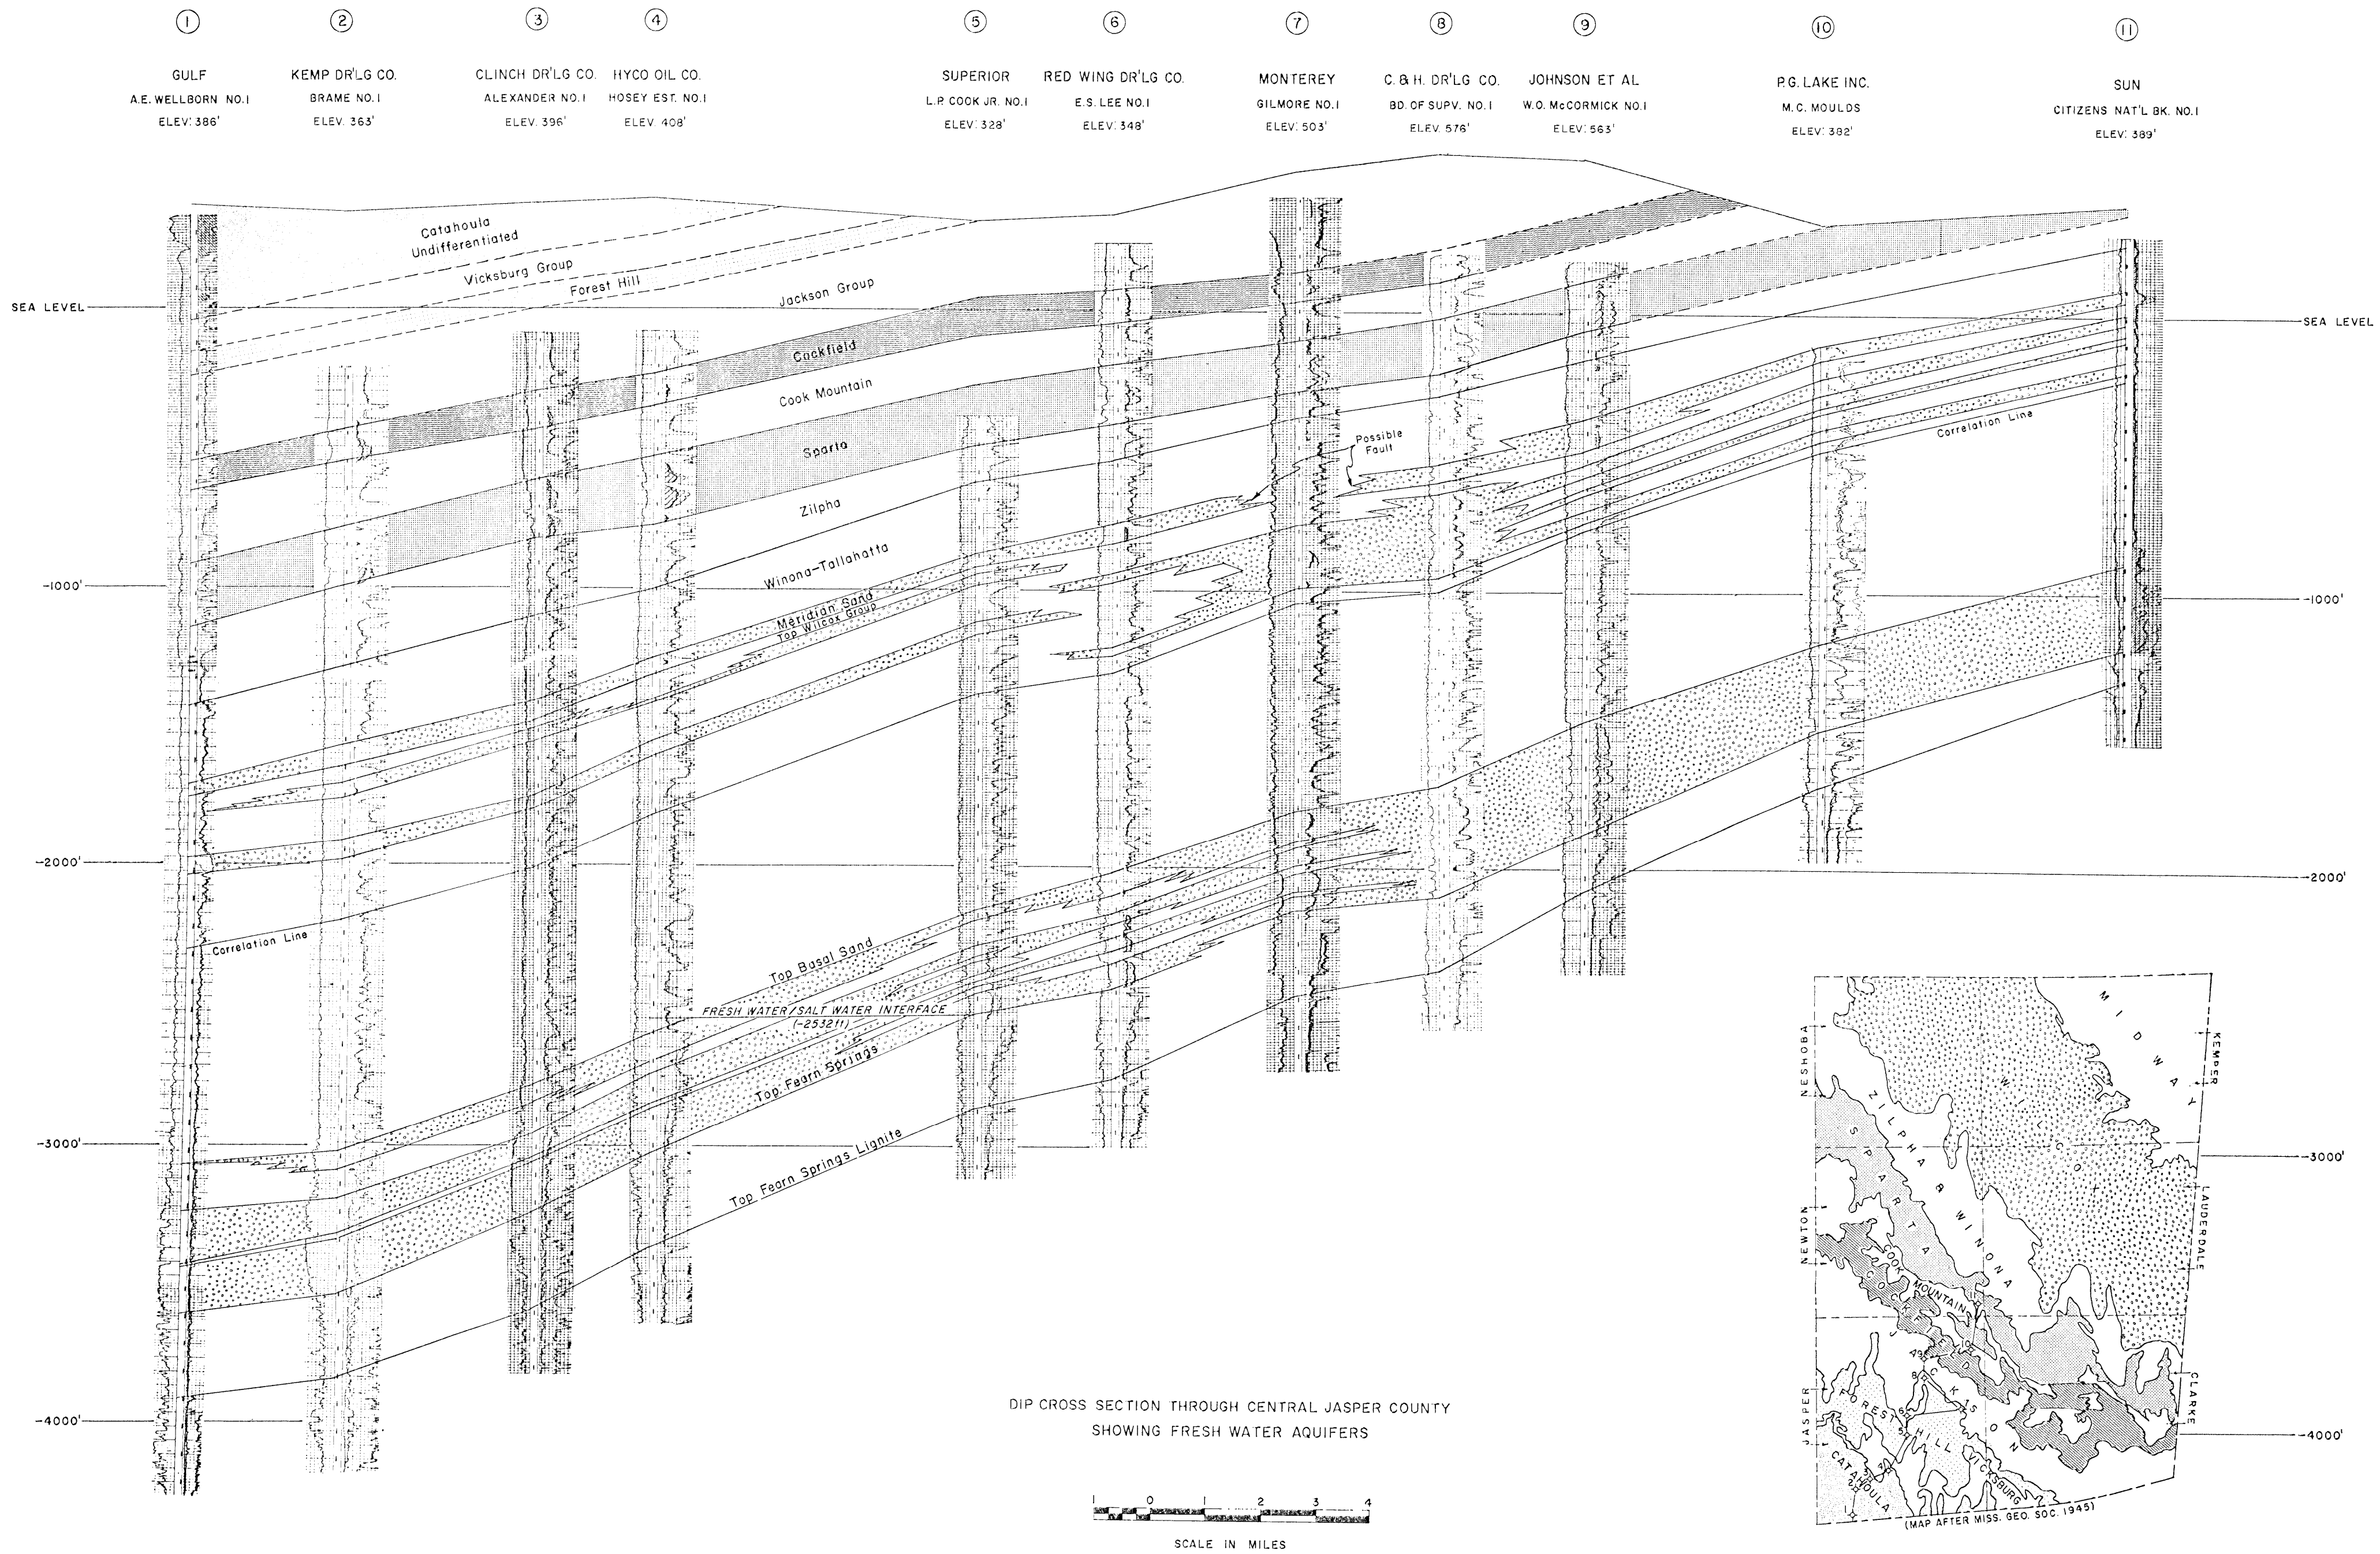 1
2
3
4
5
6
7
8
9
10
11
GULF
A.E. WELLBORN NO.1
ELEV: 386'
KEMP DR'LG CO.
BRAME NO.1
ELEV. 363'
CLINCH DR'LG CO.
ALEXANDER NO.1
ELEV: 396'
HYCO OIL CO.
HOSEY EST. NO.1
ELEV: 408'
SUPERIOR
L.P. COOK JR. NO.1
ELEV: 328'
RED WING DR'LG CO.
E.S. LEE NO.1
ELEV: 348'
MONTEREY
GILMORE NO.1
ELEV: 503'
C. & H. DR'LG CO.
BD. OF SUPV. NO.1
ELEV. 576'
JOHNSON ET AL
W.O. McCORMICK NO.1
ELEV: 563'
P.G. LAKE INC.
M.C. MOULDS
ELEV: 382'
SUN
CITIZENS NAT'L BK. NO.1
ELEV: 389'
Catahoula
Undifferentiated
Vicksburg Group
Forest Hill
Jackson Group
SEA LEVEL
SEA LEVEL
Cockfield
Cook Mountain
Sparta
Zilpha
Possible
Fault
Correlation Line
Winona-Tallahatta
-1000'
-1000'
Meridian Sand
Top Wilcox Group
-2000'
-2000'
Correlation Line
Top Basal Sand
FRESH WATER/SALT WATER INTERFACE
(-2532ft)
Top Fearn Springs
Top Fearn Springs Lignite
-3000'
-3000'
-4000'
-4000'
DIP CROSS SECTION THROUGH CENTRAL JASPER COUNTY
SHOWING FRESH WATER AQUIFERS
1 0 1 2 3 4
SCALE IN MILES
NESHOBA
KEMPER
NEWTON
LAUDERDALE
JASPER
CLARKE
MIDWAY
WILCOX
ZILPHA & WINONA
SPARTA
COOK MOUNTAIN
COCKFIELD
JACKSON
FOREST HILL
VICKSBURG
CATAHOULA
(MAP AFTER MISS. GEO. SOC. 1945)